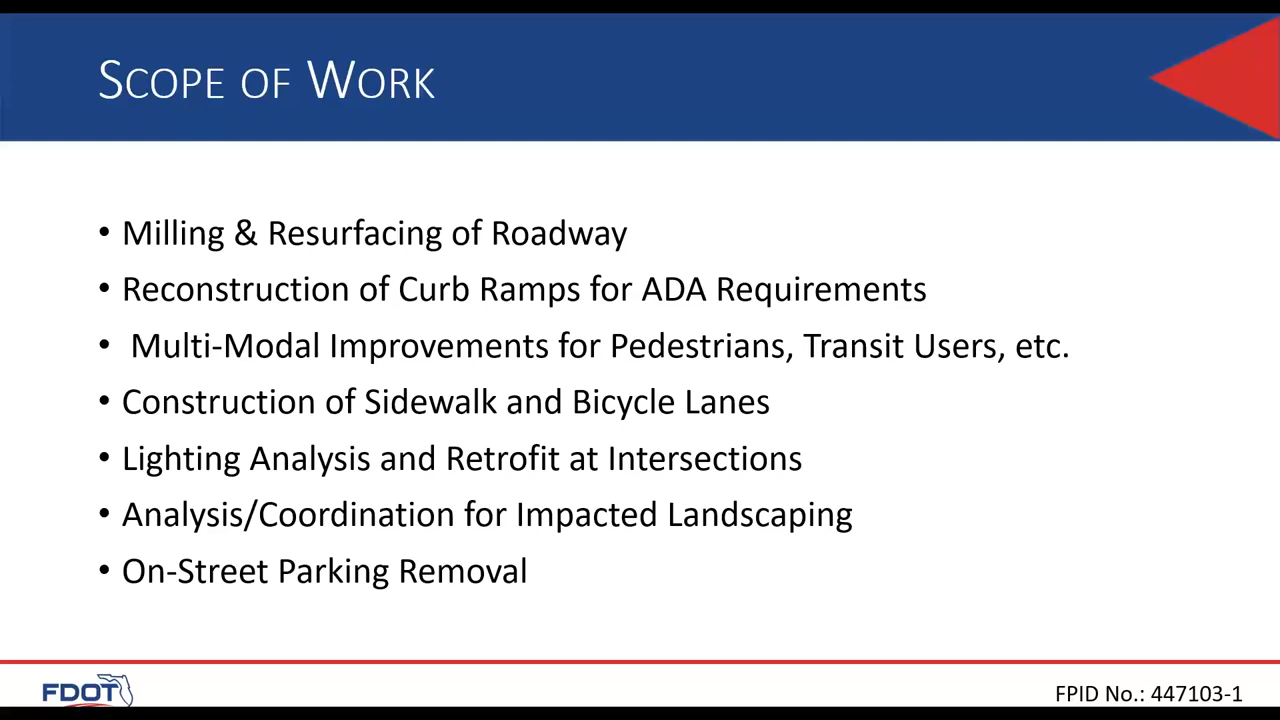 Scope of Work
• Milling & Resurfacing of Roadway
• Reconstruction of Curb Ramps for ADA Requirements
• Multi-Modal Improvements for Pedestrians, Transit Users, etc.
• Construction of Sidewalk and Bicycle Lanes
• Lighting Analysis and Retrofit at Intersections
• Analysis/Coordination for Impacted Landscaping
• On-Street Parking Removal
FDOT
FPID No.: 447103-1